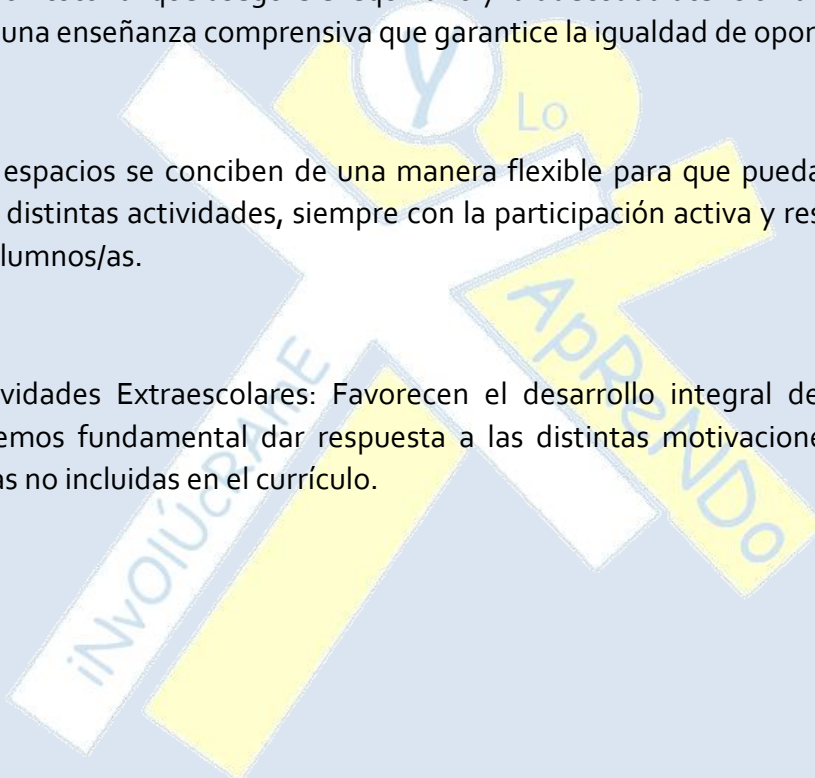 una enseñanza comprensiva que garantice la igualdad de opor
y
Lo
espacios se conciben de una manera flexible para que pueda
distintas actividades, siempre con la participación activa y res
lumnos/as.
iNvOlÚcRAmE
ApReNDo
vidades Extraescolares: Favorecen el desarrollo integral de
emos fundamental dar respuesta a las distintas motivacione
as no incluidas en el currículo.